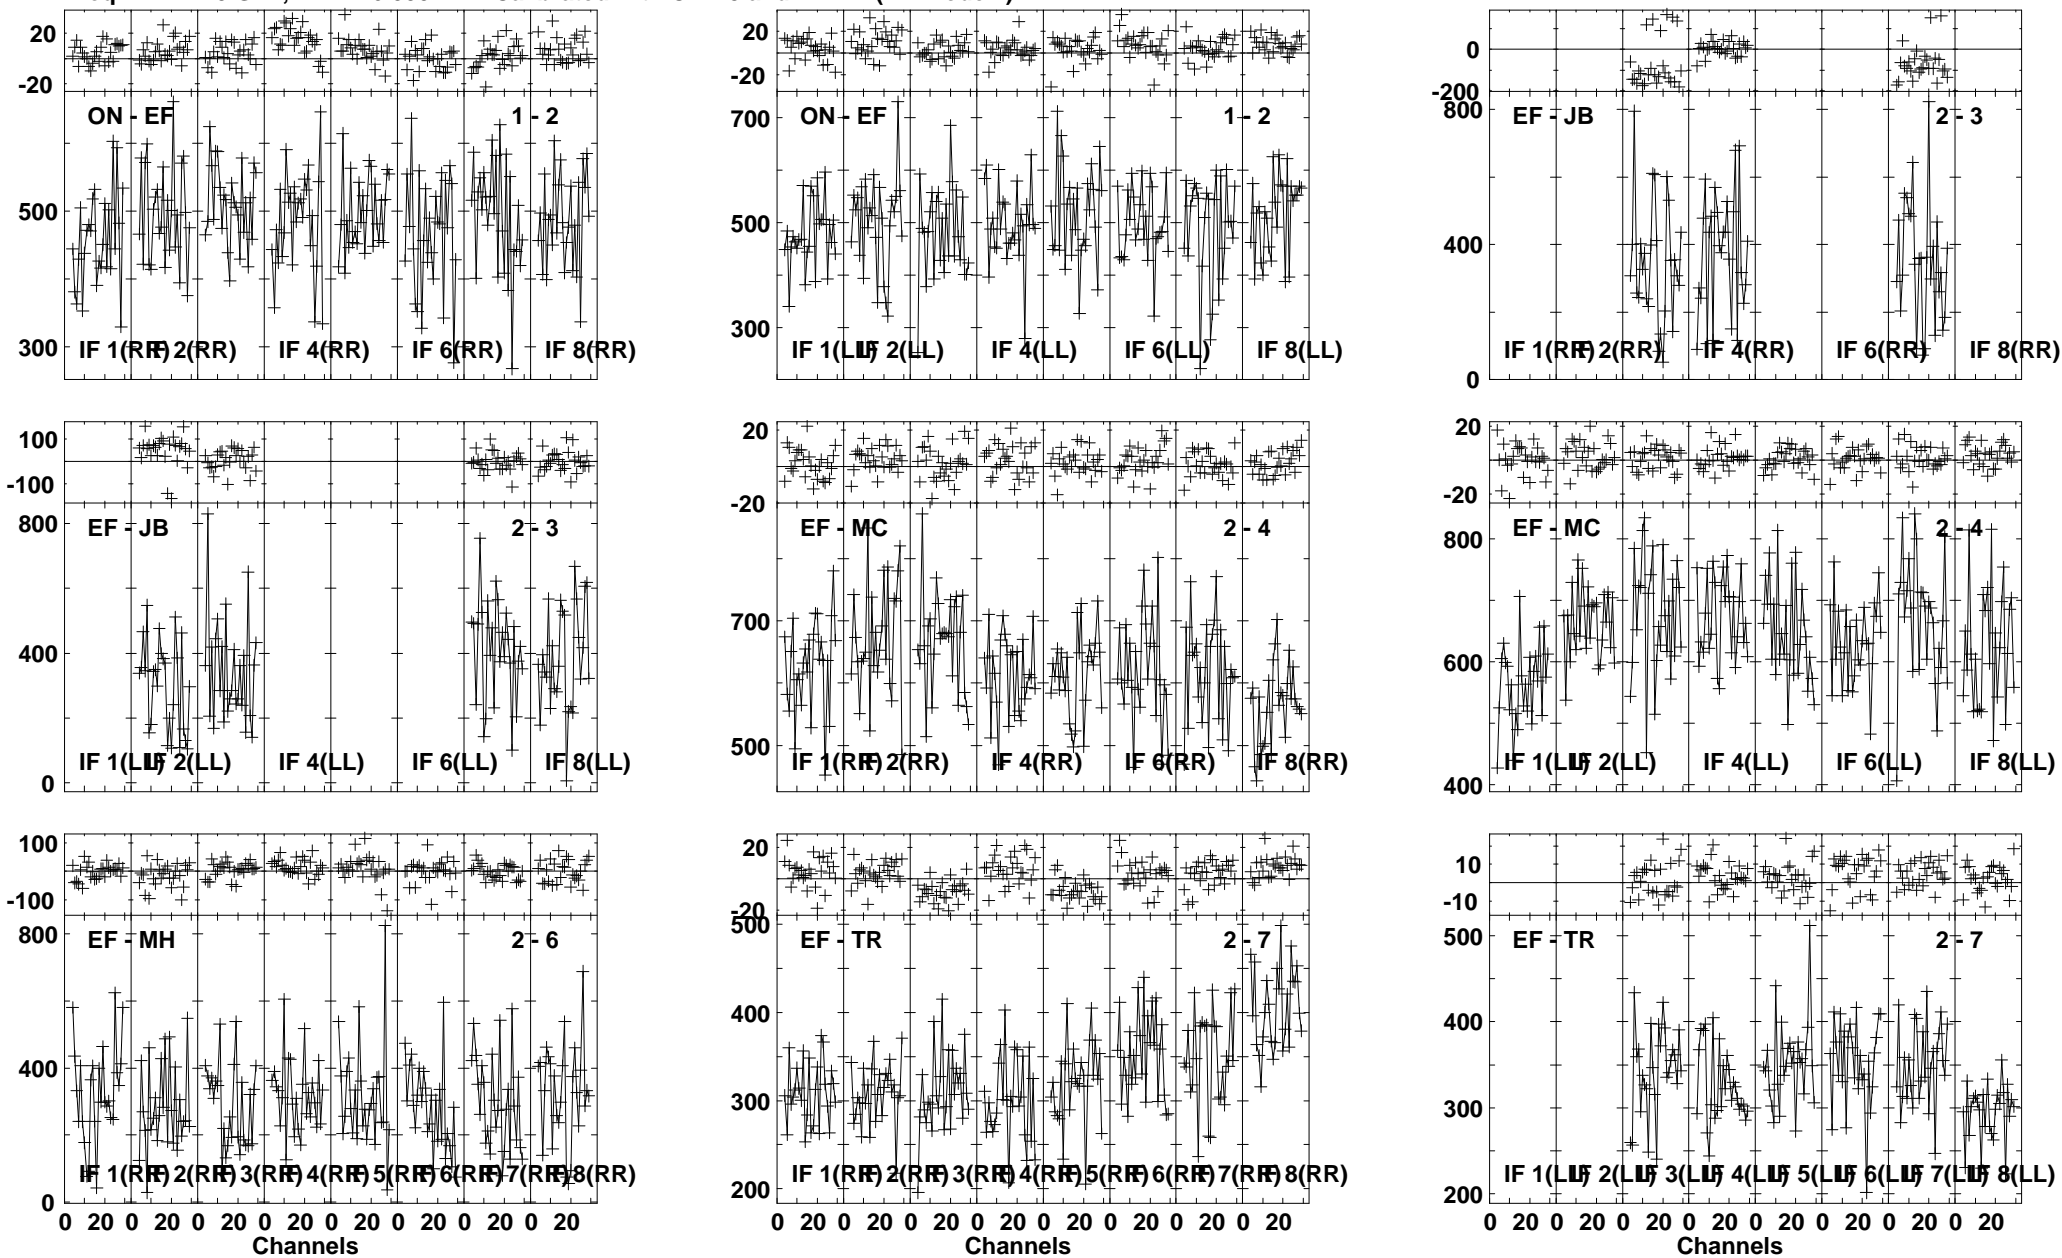 20
-20
ON - EF 1 - 2
500
300
IF 1(RR) IF 2(RR) IF 4(RR) IF 6(RR) IF 8(RR)
20
-20
700
ON - EF 1 - 2
500
300
IF 1(LL) IF 2(LL) IF 4(LL) IF 6(LL) IF 8(LL)
0
-200
800
EF - JB 2 - 3
400
IF 1(RR) IF 2(RR) IF 4(RR) IF 6(RR) IF 8(RR)
0
100
-100
800
EF - JB 2 - 3
400
IF 1(LL) IF 2(LL) IF 4(LL) IF 6(LL) IF 8(LL)
0
20
-20
EF - MC 2 - 4
700
500
IF 1(RR) IF 2(RR) IF 4(RR) IF 6(RR) IF 8(RR)
20
-20
EF - MC 2 - 4
800
600
IF 1(LL) IF 2(LL) IF 4(LL) IF 6(LL) IF 8(LL)
400
100
-100
800
EF - MH 2 - 6
400
IF 1(RR) IF 2(RR) IF 3(RR) IF 4(RR) IF 5(RR) IF 6(RR) IF 7(RR) IF 8(RR)
0
0 20 0 20 0 20 0 20 0 20 0 20 0 20 0 20
Channels
20
-20
500
EF - TR 2 - 7
400
300
IF 1(RR) IF 2(RR) IF 3(RR) IF 4(RR) IF 5(RR) IF 6(RR) IF 7(RR) IF 8(RR)
200
0 20 0 20 0 20 0 20 0 20 0 20 0 20 0 20
Channels
10
-10
500
EF - TR 2 - 7
400
300
IF 1(LL) IF 2(LL) IF 3(LL) IF 4(LL) IF 5(LL) IF 6(LL) IF 7(LL) IF 8(LL)
200
0 20 0 20 0 20 0 20 0 20 0 20 0 20 0 20
Channels